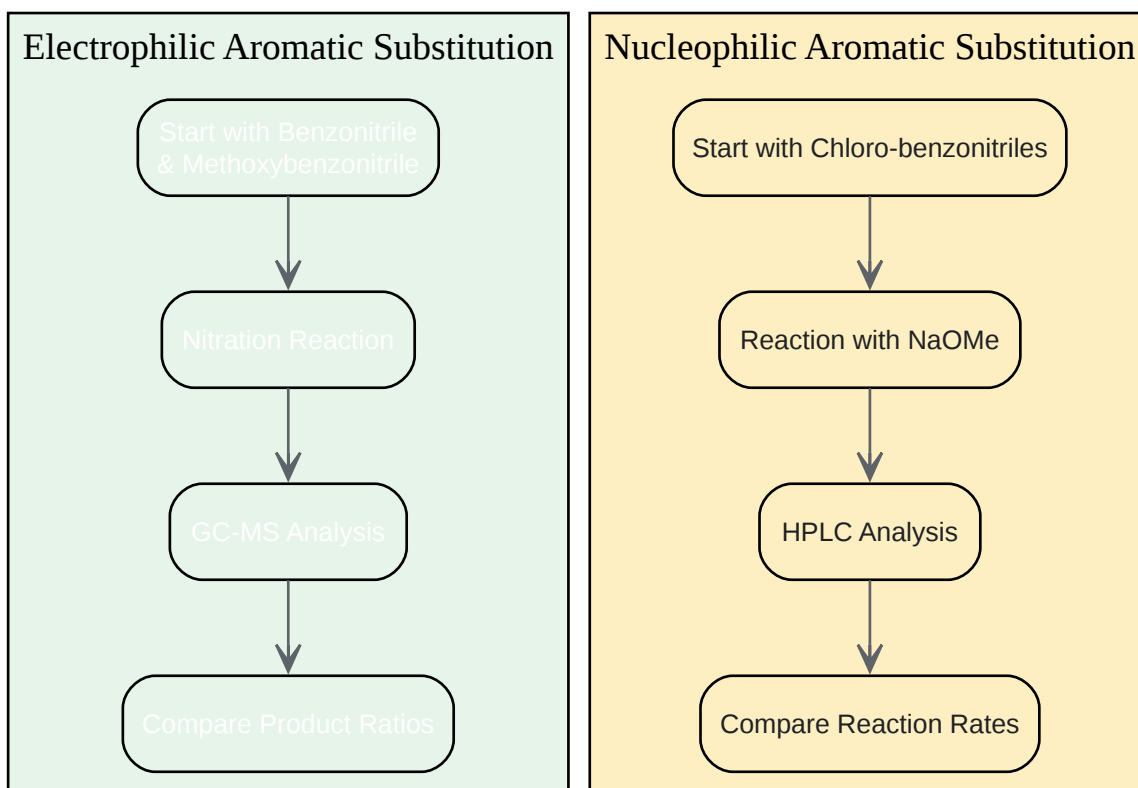 Electrophilic Aromatic Substitution
Start with Benzonitrile
& Methoxybenzonitrile
Nitration Reaction
GC-MS Analysis
Compare Product Ratios
Nucleophilic Aromatic Substitution
Start with Chloro-benzonitriles
Reaction with NaOMe
HPLC Analysis
Compare Reaction Rates